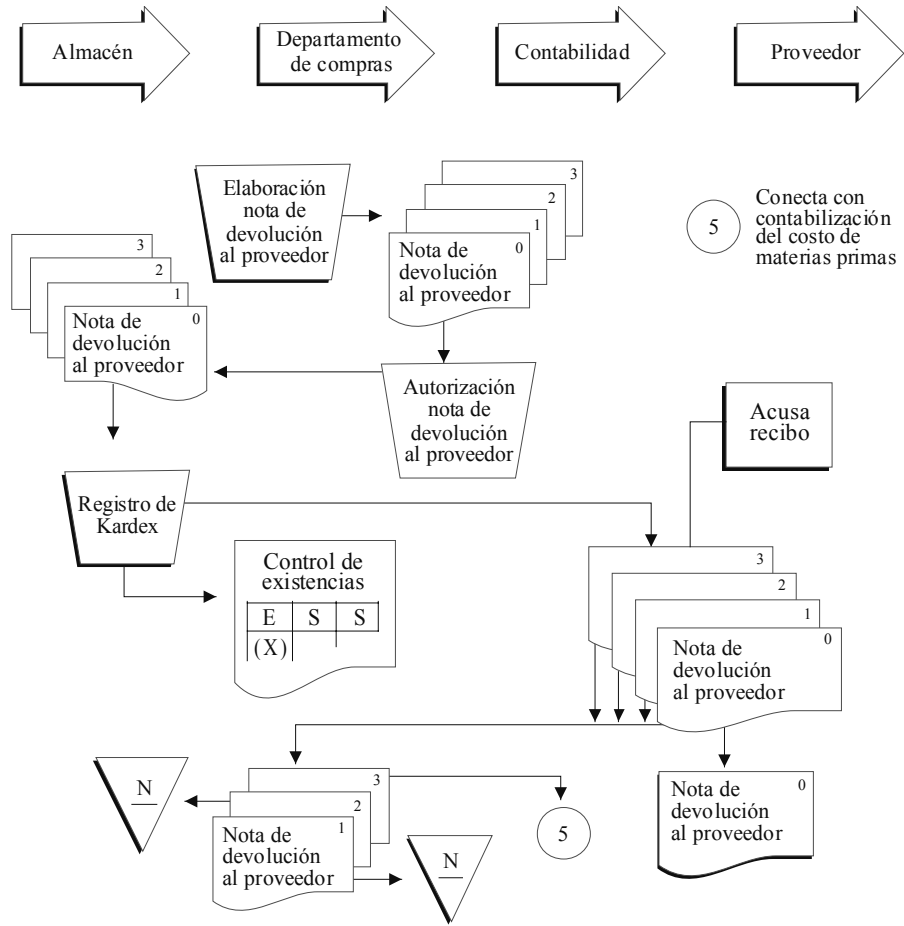 Almacén
Departamento
de compras
Contabilidad
Proveedor
Elaboración
nota de
devolución
al proveedor
3
2
1
0
Nota de
devolución
al proveedor
5
Conecta con
contabilización
del costo de
materias primas
3
2
1
0
Nota de
devolución
al proveedor
Autorización
nota de
devolución
al proveedor
Acusa
recibo
Registro de
Kardex
Control de
existencias
E S S
(X)
3
2
1
0
Nota de
devolución
al proveedor
N
3
2
1
Nota de
devolución
al proveedor
N
5
0
Nota de
devolución
al proveedor